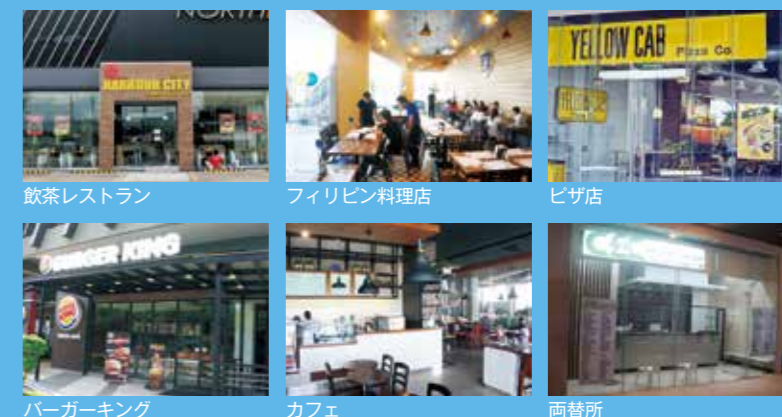 NORTH
HARBOUR CITY
YELLOW CAB Pizza Co
飲茶レストラン
フィリピン料理店
ピザ店
BURGER KING
BURGER KING
バーガーキング
カフェ
両替所